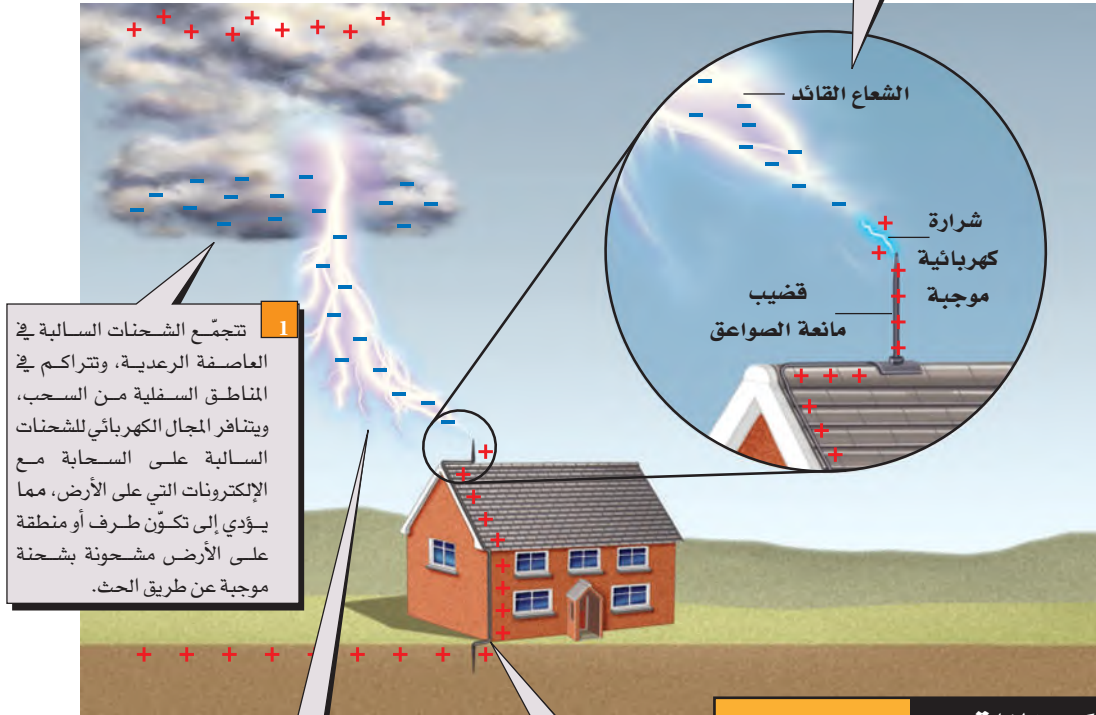 الشعاع القائد
شرارة
كهربائية
موجبة
قضيب
مانعة الصواعق
1 تتجمّع الشحنات السالبة في
العاصفة الرعدية، وتتراكم في
المناطق السفلية من السحب،
ويتنافر المجال الكهربائي للشحنات
السالبة على السحابة مع
الإلكترونات التي على الأرض، مما
يؤدي إلى تكوّن طرف أو منطقة
على الأرض مشحونة بشحنة
موجبة عن طريق الحث.